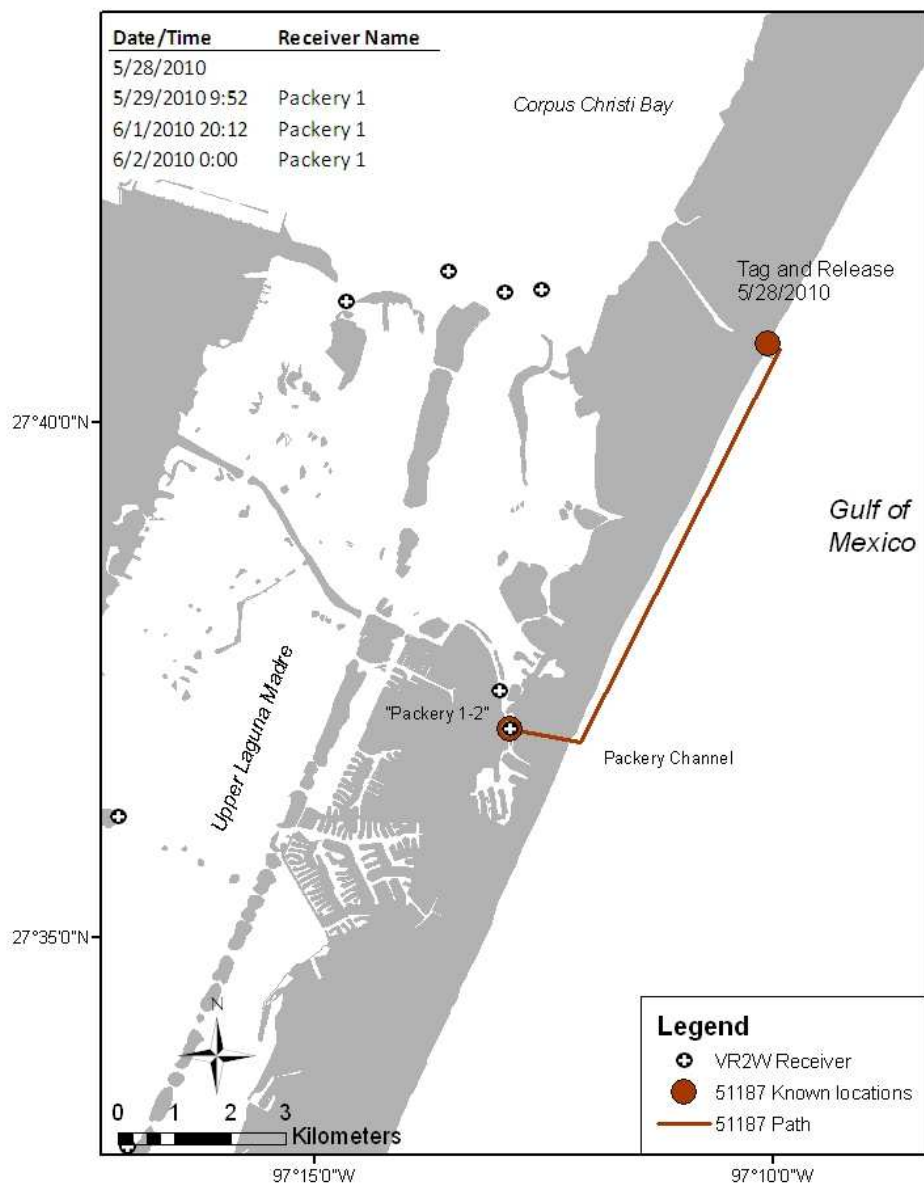 Date/Time Receiver Name
5/28/2010
5/29/2010 9:52 Packery 1
6/1/2010 20:12 Packery 1
6/2/2010 0:00 Packery 1
Corpus Christi Bay
Tag and Release
5/28/2010
27°40'0"N
Gulf of
Mexico
Upper Laguna Madre
"Packery 1-2"
Packery Channel
27°35'0"N
N
0 1 2 3
Kilometers
Legend
VR2W Receiver
51187 Known locations
51187 Path
97°15'0"W
97°10'0"W